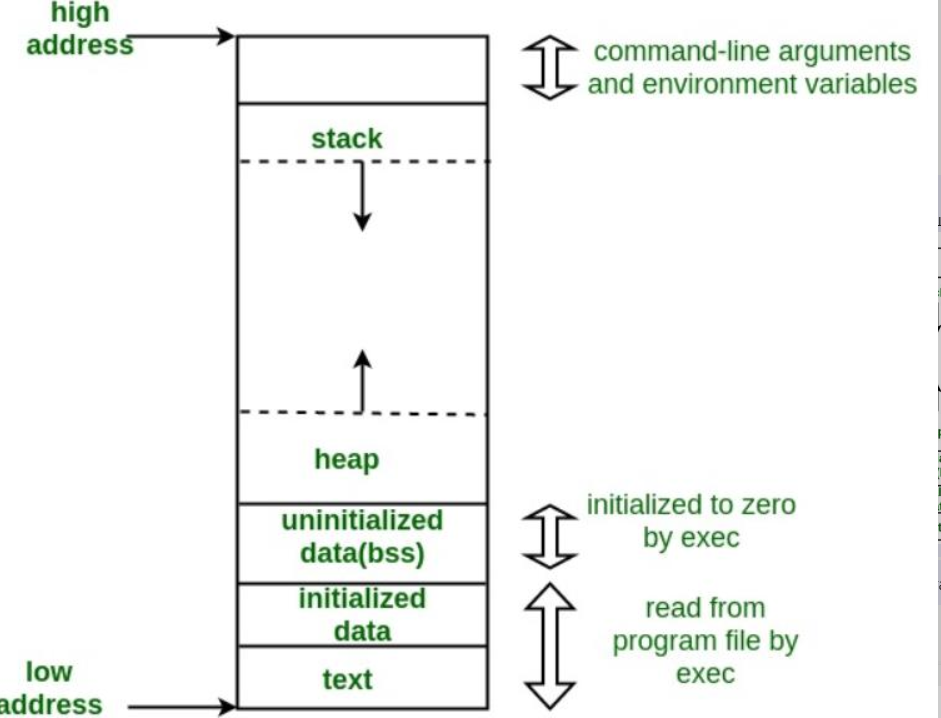 high
address
command-line arguments
and environment variables
stack
heap
uninitialized
data(bss)
initialized to zero
by exec
initialized
data
read from
program file by
exec
text
low
address